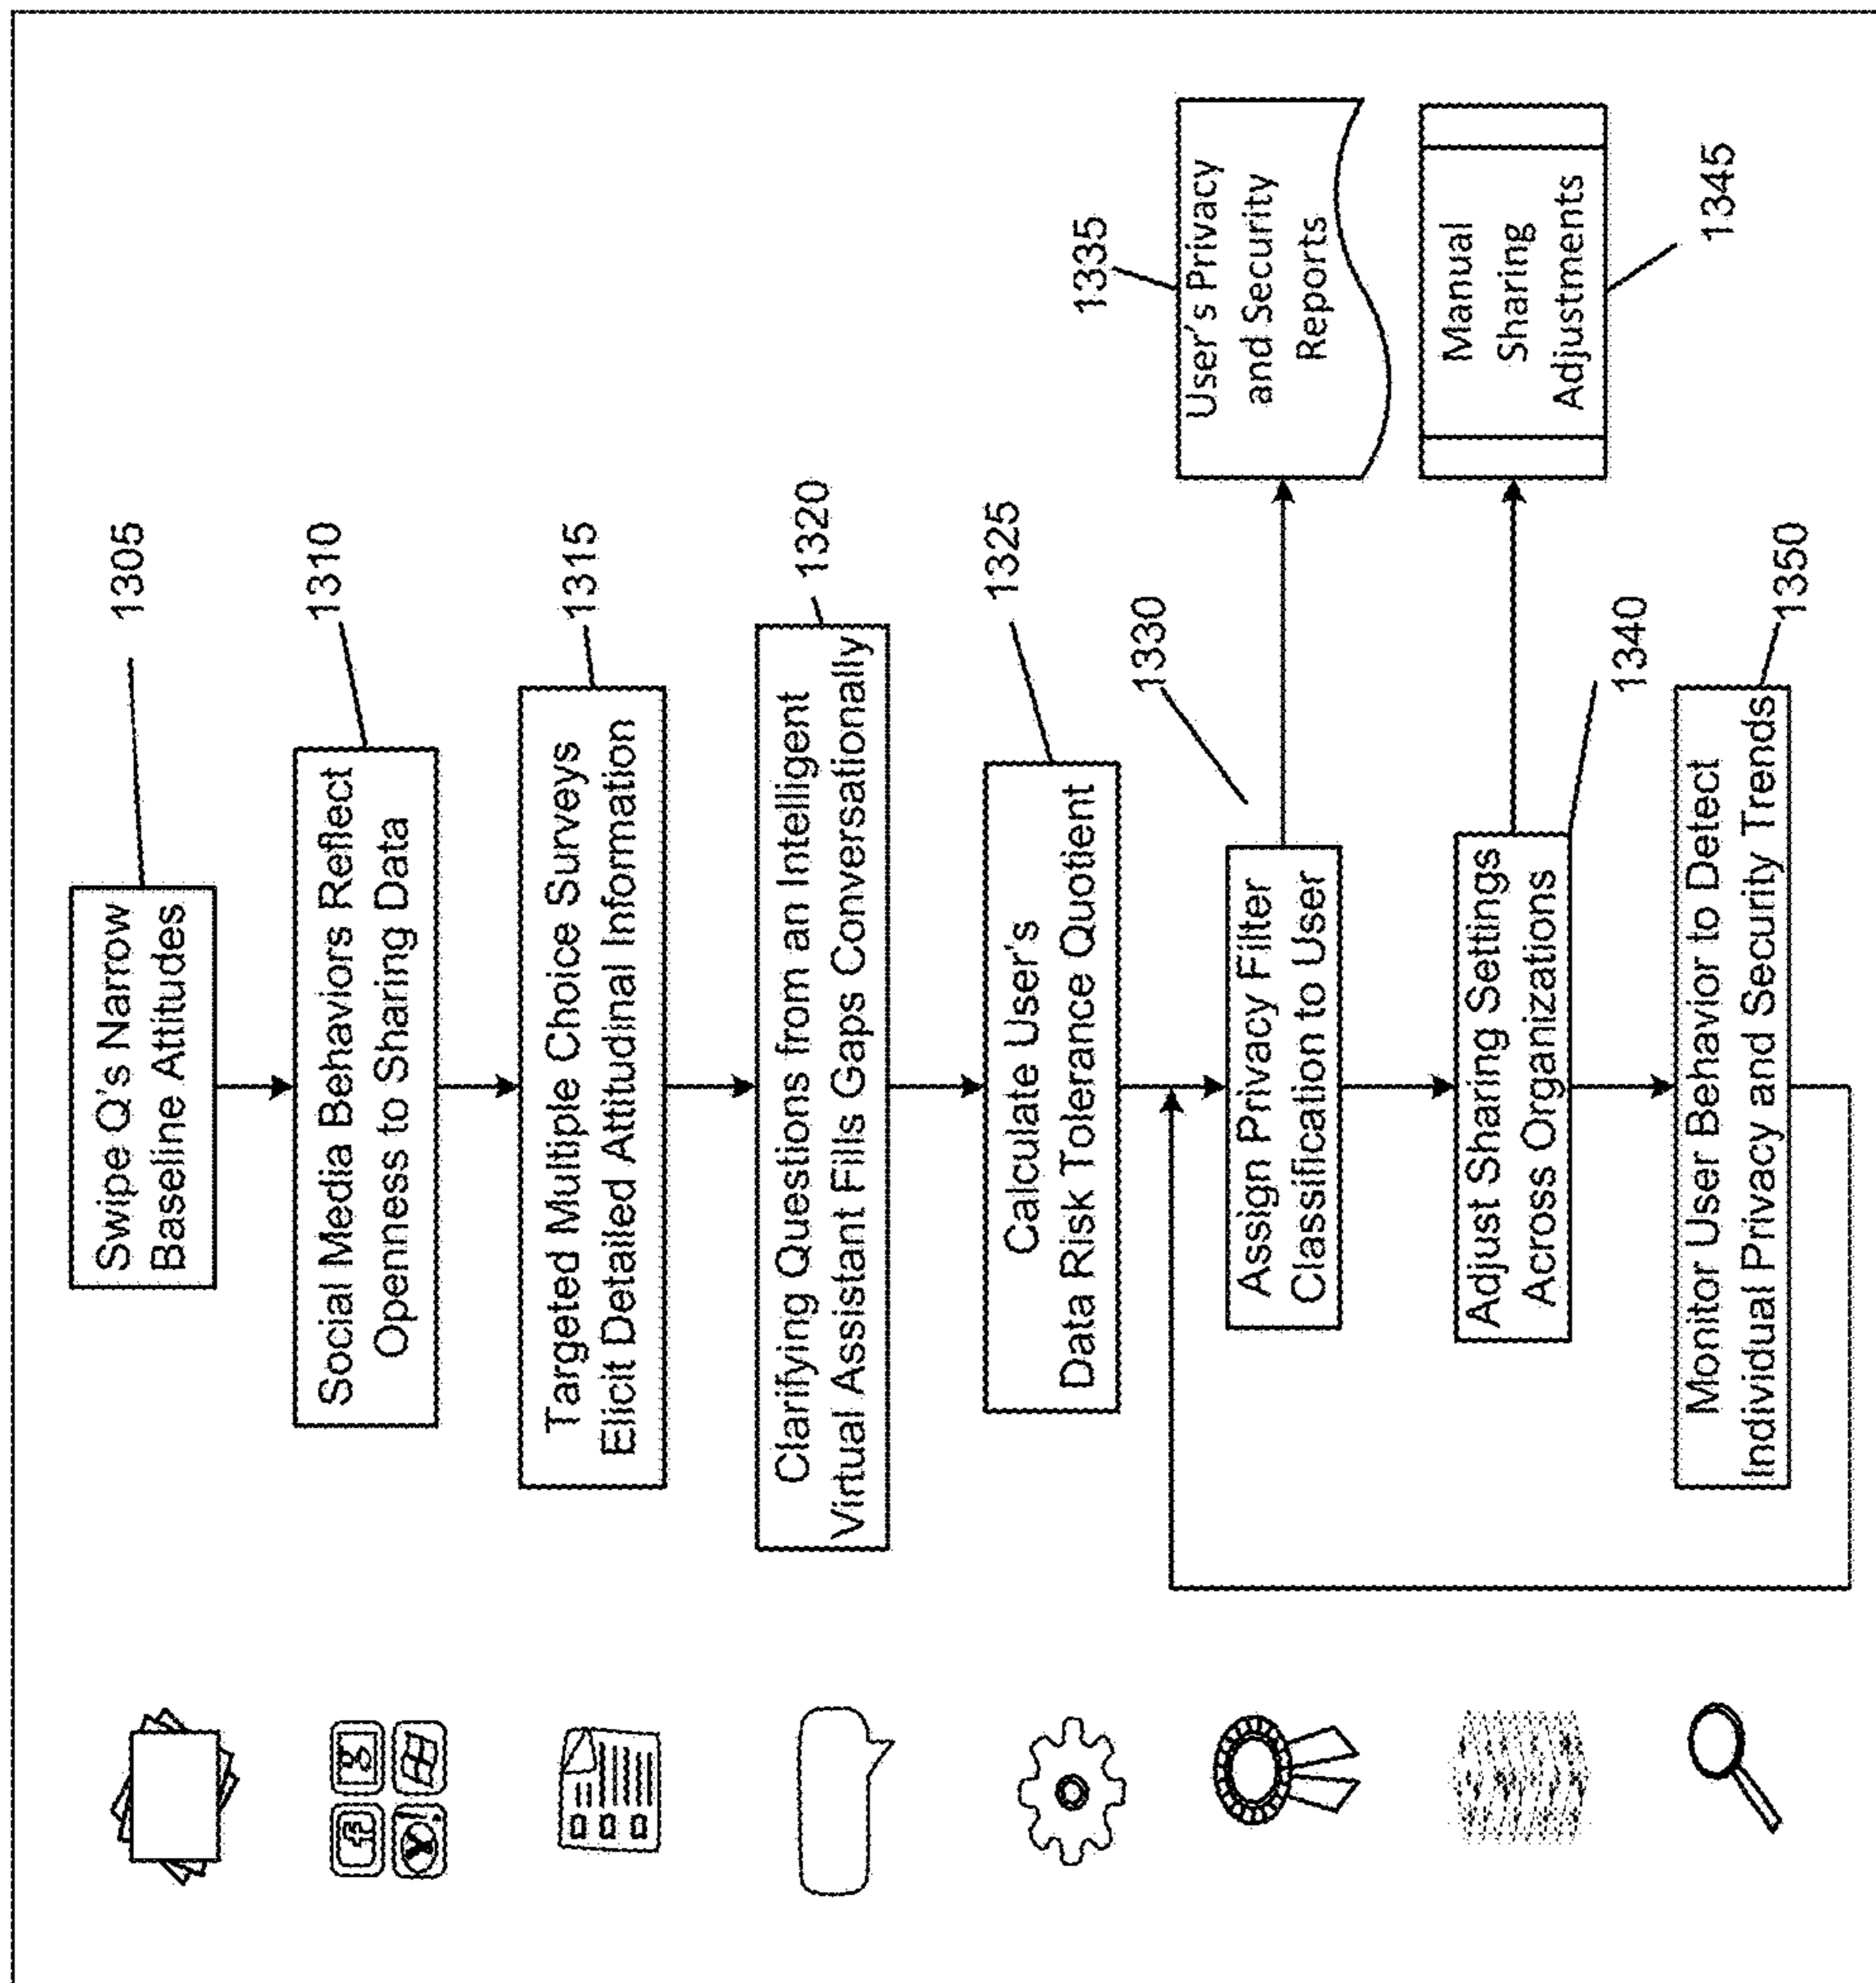 Swipe Q's Narrow
Baseline Attitudes
1305
Social Media Behaviors Reflect
Openness to Sharing Data
1310
Targeted Multiple Choice Surveys
Elicit Detailed Attitudinal Information
1315
Clarifying Questions from an Intelligent
Virtual Assistant Fills Gaps Conversationally
1320
Calculate User's
Data Risk Tolerance Quotient
1325
Assign Privacy Filter
Classification to User
1330
User's Privacy
and Security
Reports
1335
Adjust Sharing Settings
Across Organizations
1340
Manual
Sharing
Adjustments
1345
Monitor User Behavior to Detect
Individual Privacy and Security Trends
1350
f
g
Y!